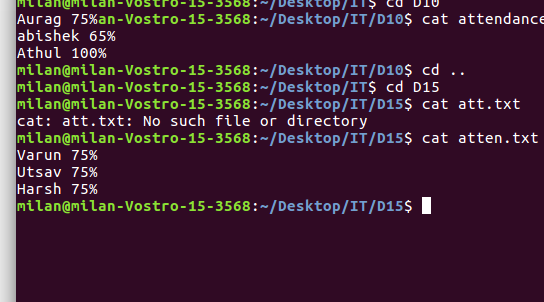 milan@milan-Vostro-15-3568:~/Desktop/IT$ cd D10
Aurag 75%an-Vostro-15-3568:~/Desktop/IT/D10$ cat attendance
abishek 65%
Athul 100%
milan@milan-Vostro-15-3568:~/Desktop/IT/D10$ cd ..
milan@milan-Vostro-15-3568:~/Desktop/IT$ cd D15
milan@milan-Vostro-15-3568:~/Desktop/IT/D15$ cat att.txt
cat: att.txt: No such file or directory
milan@milan-Vostro-15-3568:~/Desktop/IT/D15$ cat atten.txt
Varun 75%
Utsav 75%
Harsh 75%
milan@milan-Vostro-15-3568:~/Desktop/IT/D15$